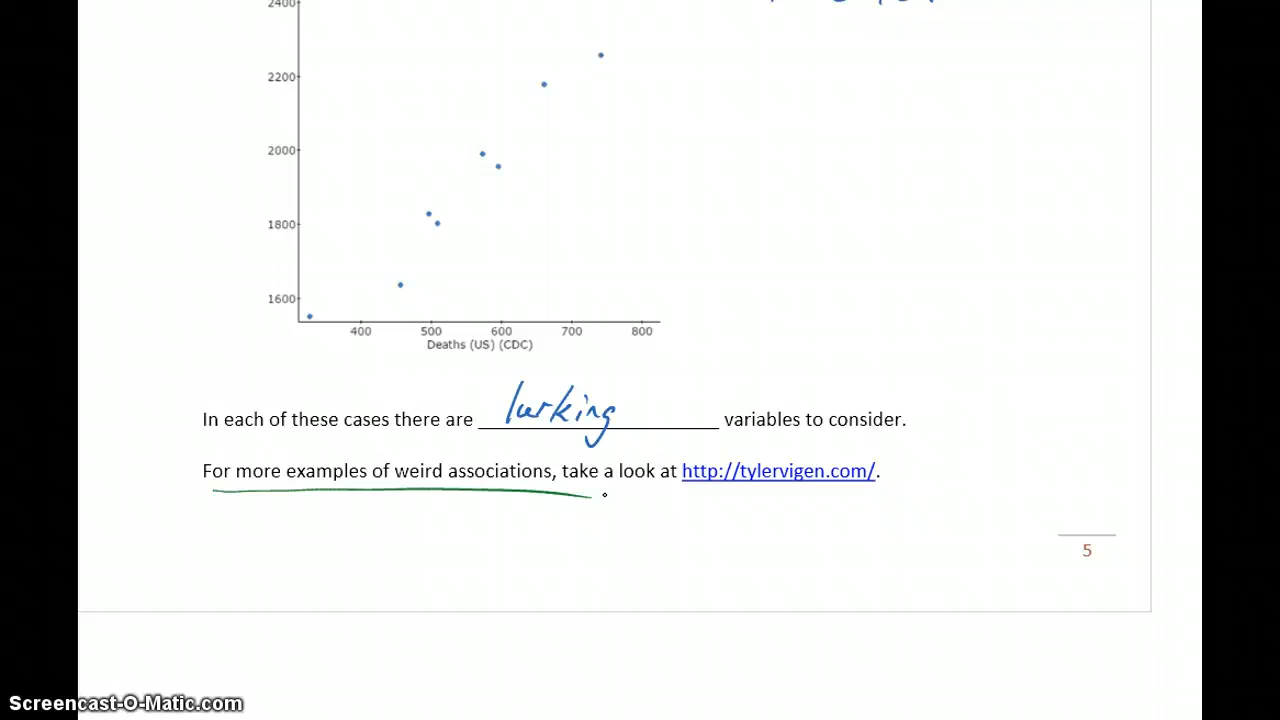 2400
2200
2000
1800
1600
400 500 600 700 800
Deaths (US) (CDC)
In each of these cases there are lurking variables to consider.
For more examples of weird associations, take a look at http://tylervigen.com/.
5
Screencast-O-Matic.com